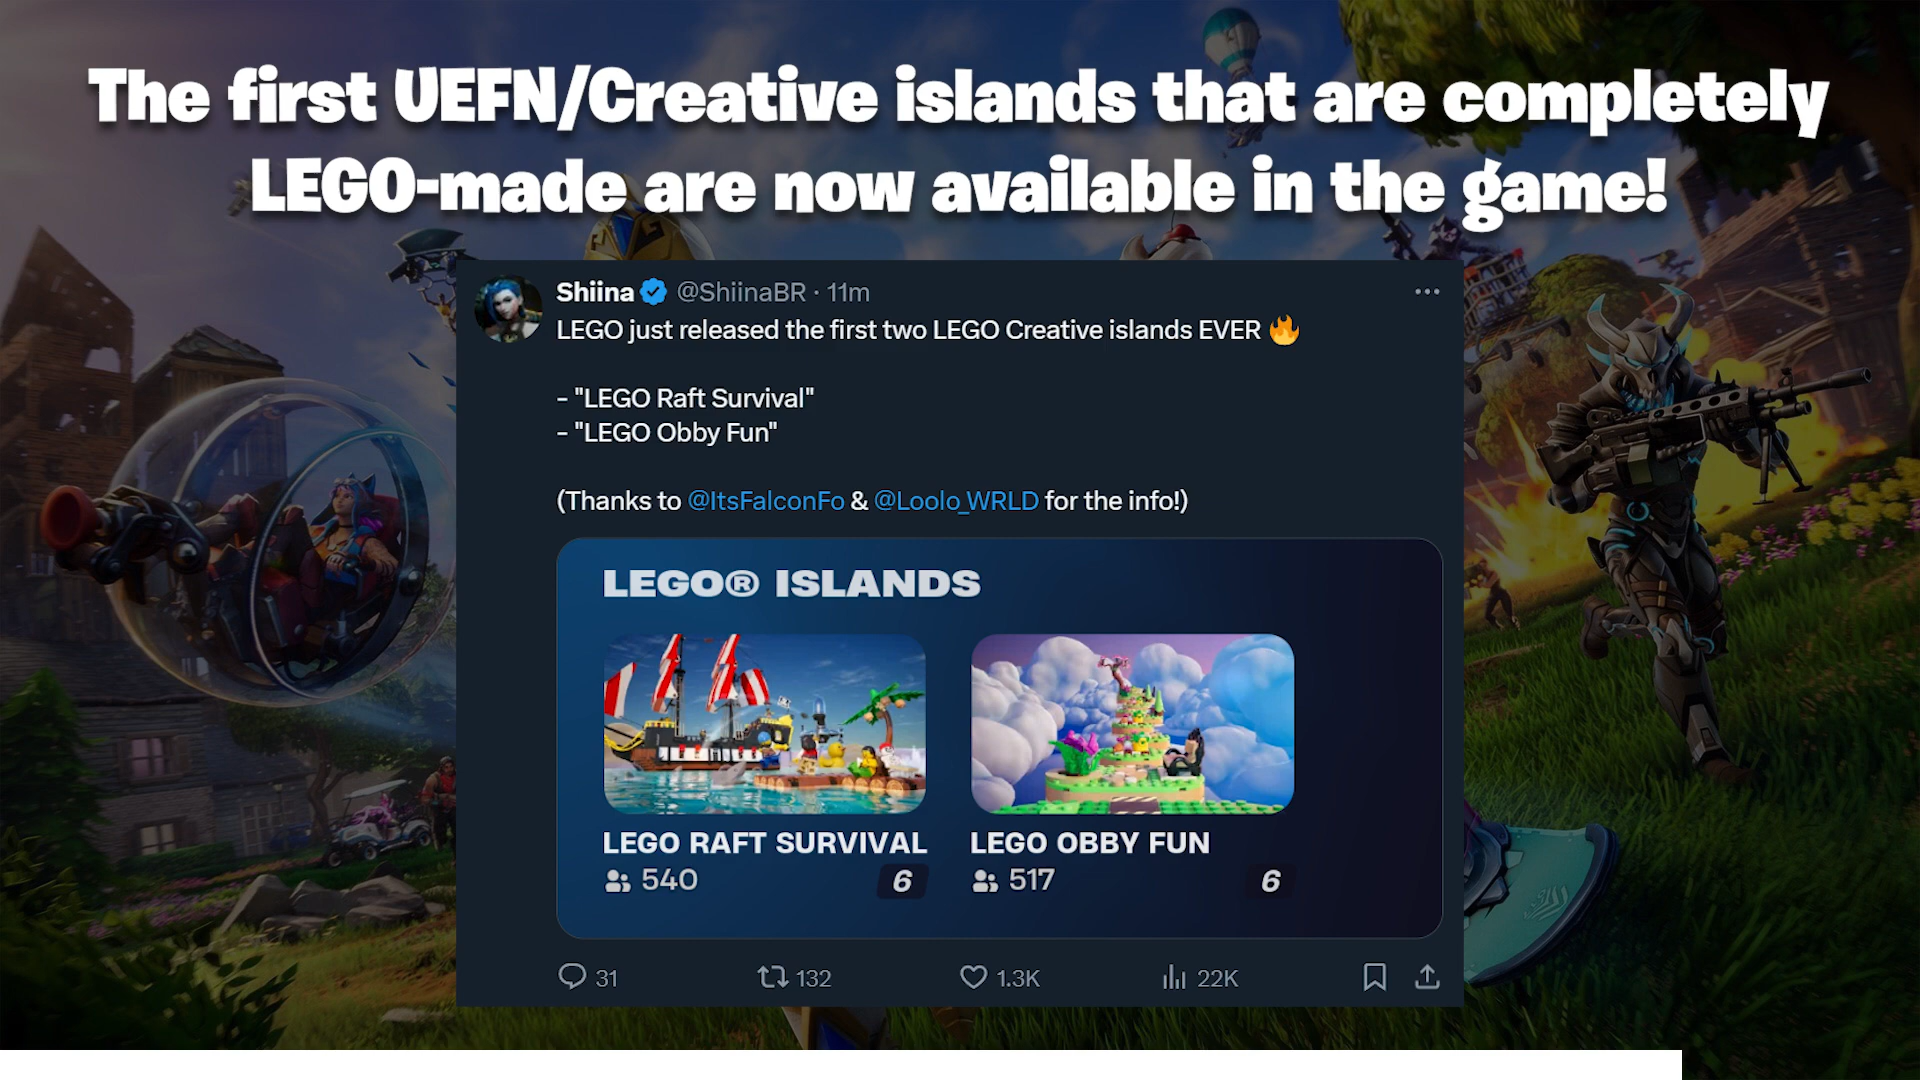 The first UEFN/Creative islands that are completely
LEGO-made are now available in the game!
Shiina @ShiinaBR · 11m
LEGO just released the first two LEGO Creative islands EVER 🔥
- "LEGO Raft Survival"
- "LEGO Obby Fun"
(Thanks to @ItsFalconFo & @Loolo_WRLD for the info!)
LEGO® ISLANDS
LEGO RAFT SURVIVAL
540 6
LEGO OBBY FUN
517 6
31 132 1.3K 22K